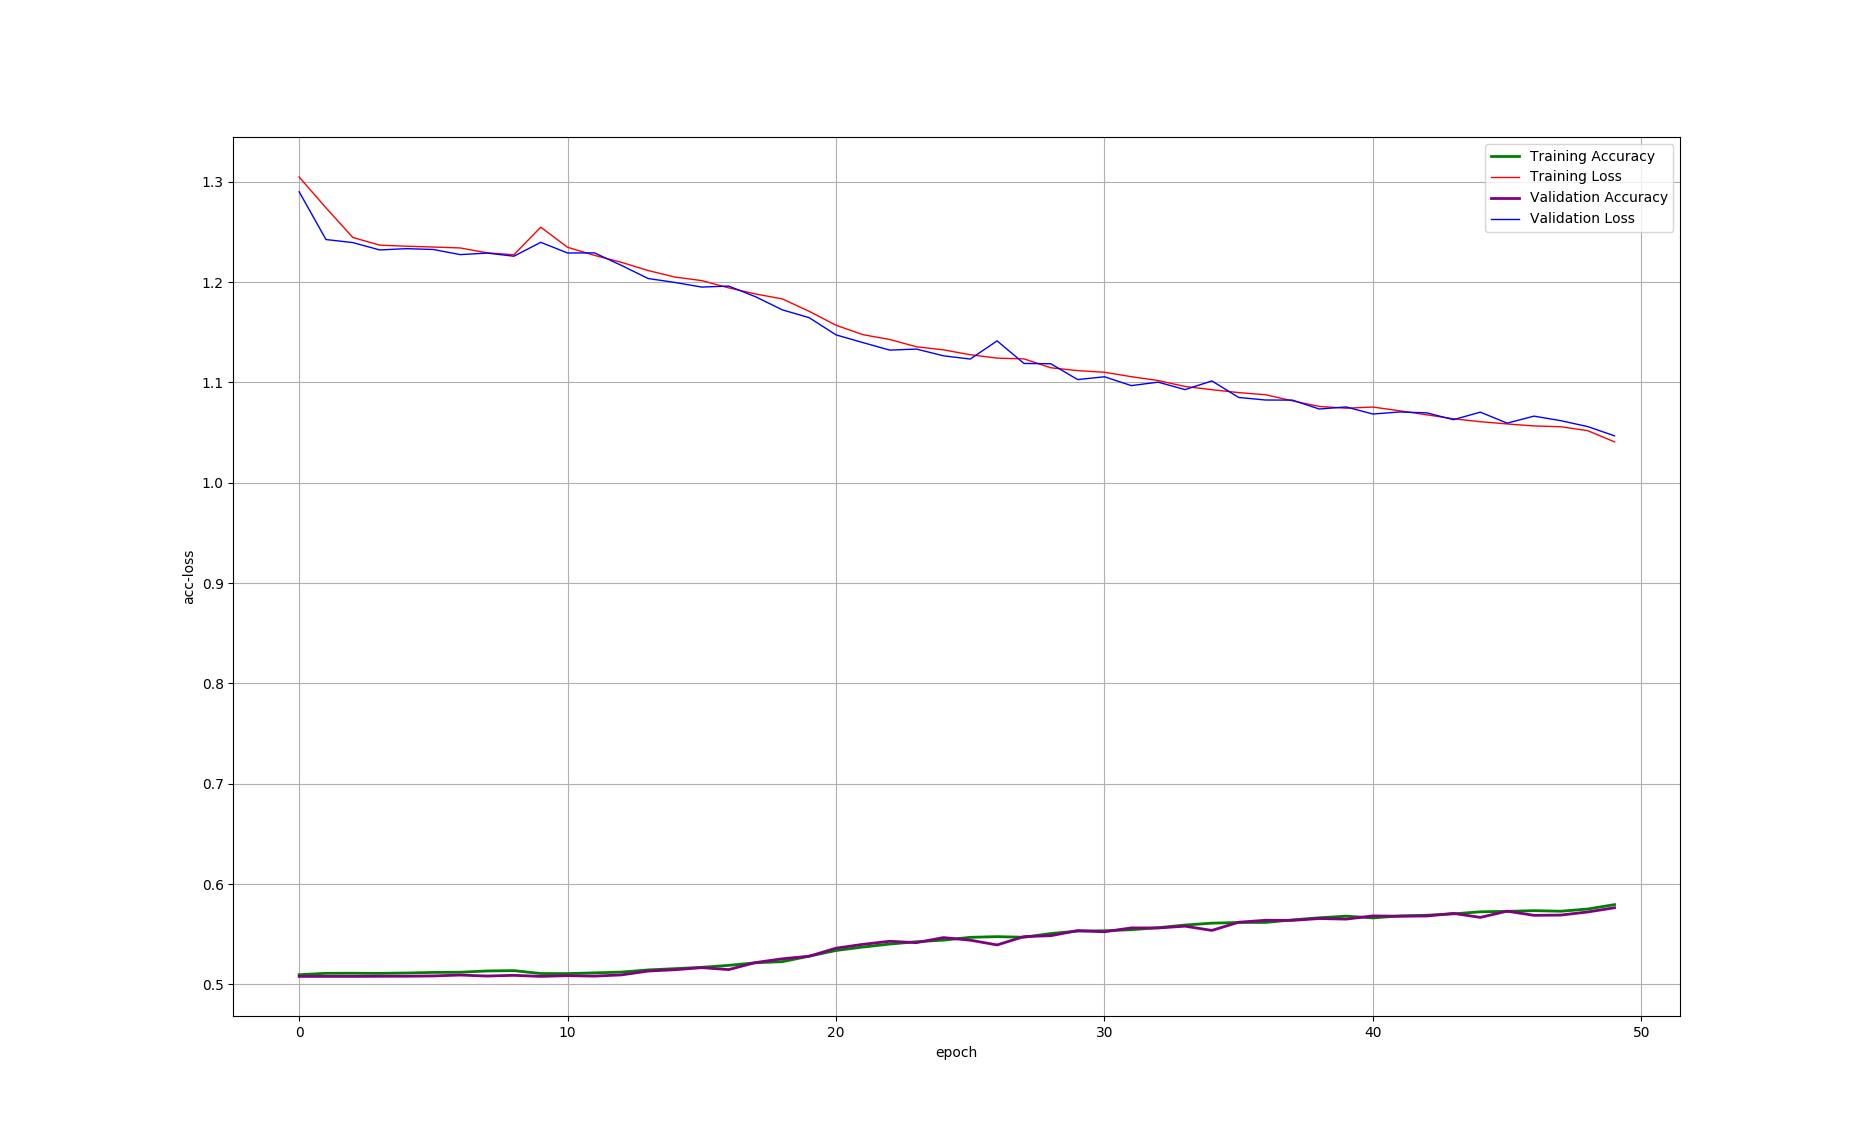 Training Accuracy
Training Loss
Validation Accuracy
Validation Loss
1.3
1.2
1.1
1.0
0.9
0.8
0.7
0.6
0.5
acc-loss
0 10 20 30 40 50
epoch